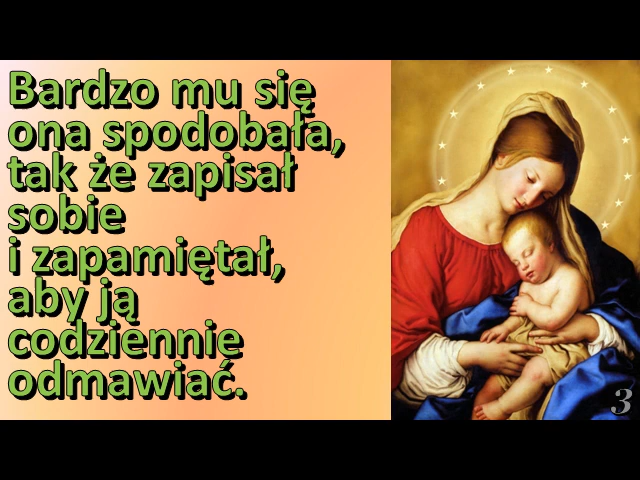 Bardzo mu się
ona spodobała,
tak że zapisał
sobie
i zapamiętał,
aby ją
codziennie
odmawiać.
3